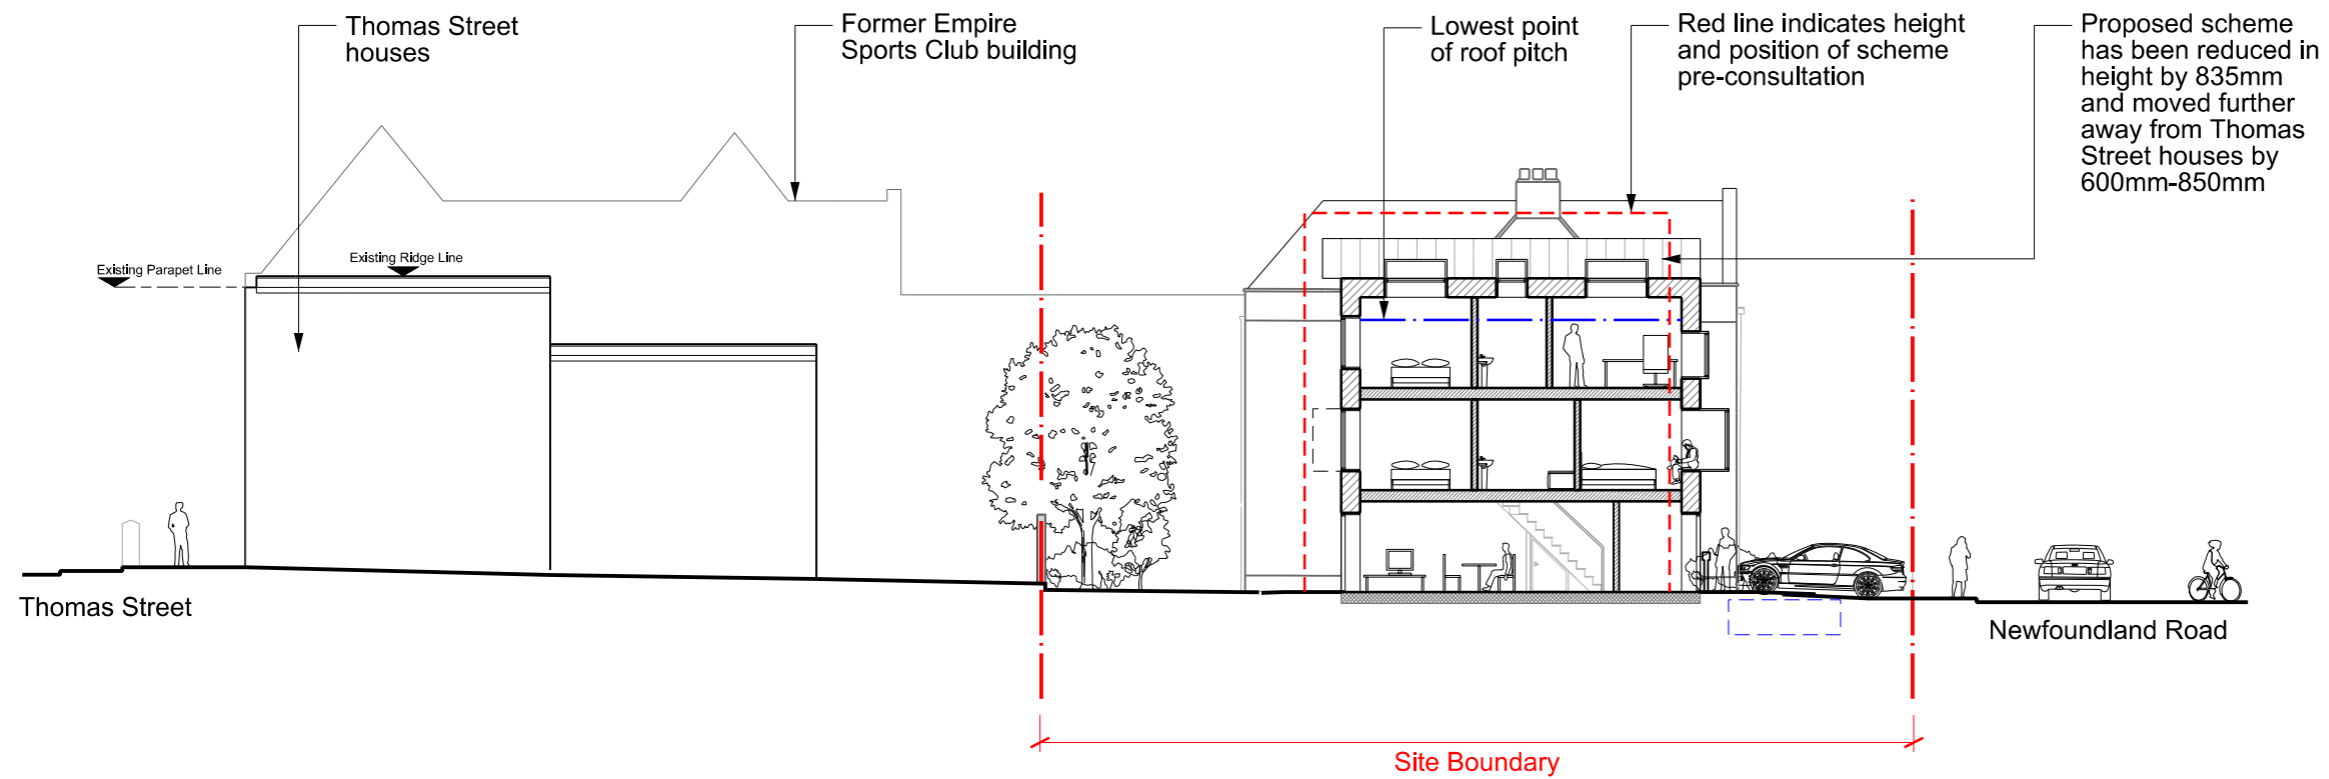 Thomas Street
houses
Former Empire
Sports Club building
Lowest point
of roof pitch
Red line indicates height
and position of scheme
pre-consultation
Proposed scheme
has been reduced in
height by 835mm
and moved further
away from Thomas
Street houses by
600mm-850mm
Existing Parapet Line
Existing Ridge Line
Thomas Street
Newfoundland Road
Site Boundary